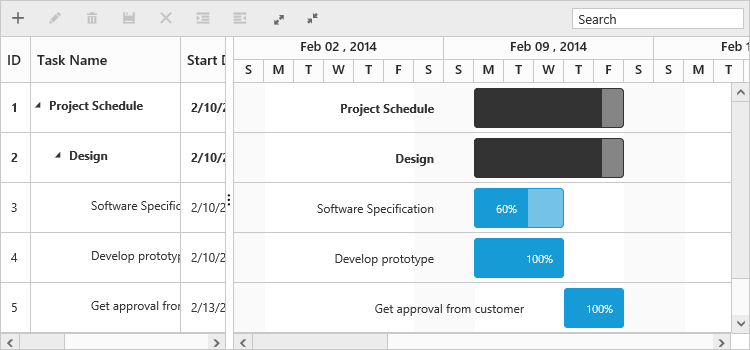 Search
ID Task Name Start D
Feb 02 , 2014 Feb 09 , 2014 Feb 1
S M T W T F S S M T W T F S S M T
1 Project Schedule 2/10/2 Project Schedule
2 Design 2/10/2 Design
3 Software Specific 2/10/2 Software Specification 60%
4 Develop prototyp 2/10/2 Develop prototype 100%
5 Get approval from 2/13/2 Get approval from customer 100%